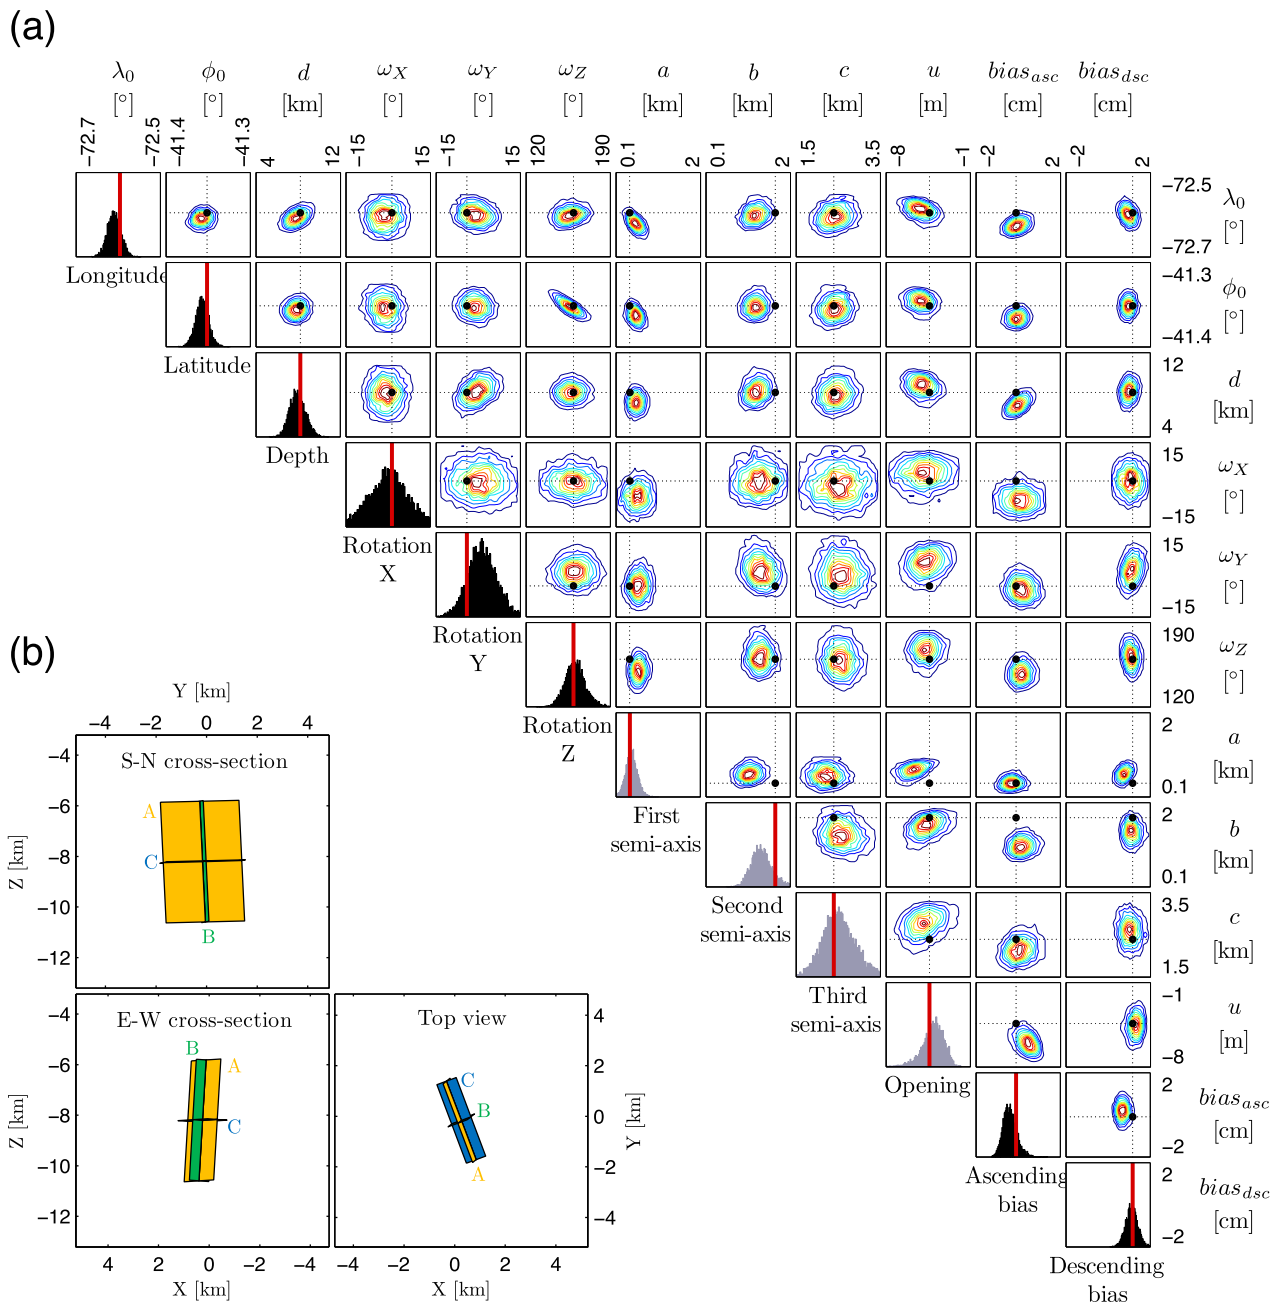 (a)
λ0 ϕ0 d ωX ωY ωZ a b c u biasasc biasdsc
[°] [°] [km] [°] [°] [°] [km] [km] [km] [m] [cm] [cm]
−72.7 −72.5 −41.4 −41.3 4 12 −15 15 −15 15 120 190 0.1 2 0.1 2 1.5 3.5 −8 −1 −2 2 −2 2
−72.5
λ0
[°]
−72.7
Longitude
−41.3
ϕ0
[°]
−41.4
Latitude
12
d
[km]
4
Depth
15
ωX
[°]
−15
Rotation
X
15
ωY
[°]
−15
Rotation
Y
190
ωZ
[°]
120
Rotation
Z
2
a
[km]
0.1
First
semi-axis
2
b
[km]
0.1
Second
semi-axis
3.5
c
[km]
1.5
Third
semi-axis
−1
u
[m]
−8
Opening
2
biasasc
[cm]
−2
Ascending
bias
2
biasdsc
[cm]
−2
Descending
bias
(b)
Y [km]
−4 −2 0 2 4
S-N cross-section
−4
−6
−8
−10
−12
Z [km]
A
C
B
E-W cross-section
−4
−6
−8
−10
−12
Z [km]
B
A
C
4 2 0 −2 −4
X [km]
Top view
C
B
A
4
2
0
−2
−4
Y [km]
−4 −2 0 2 4
X [km]